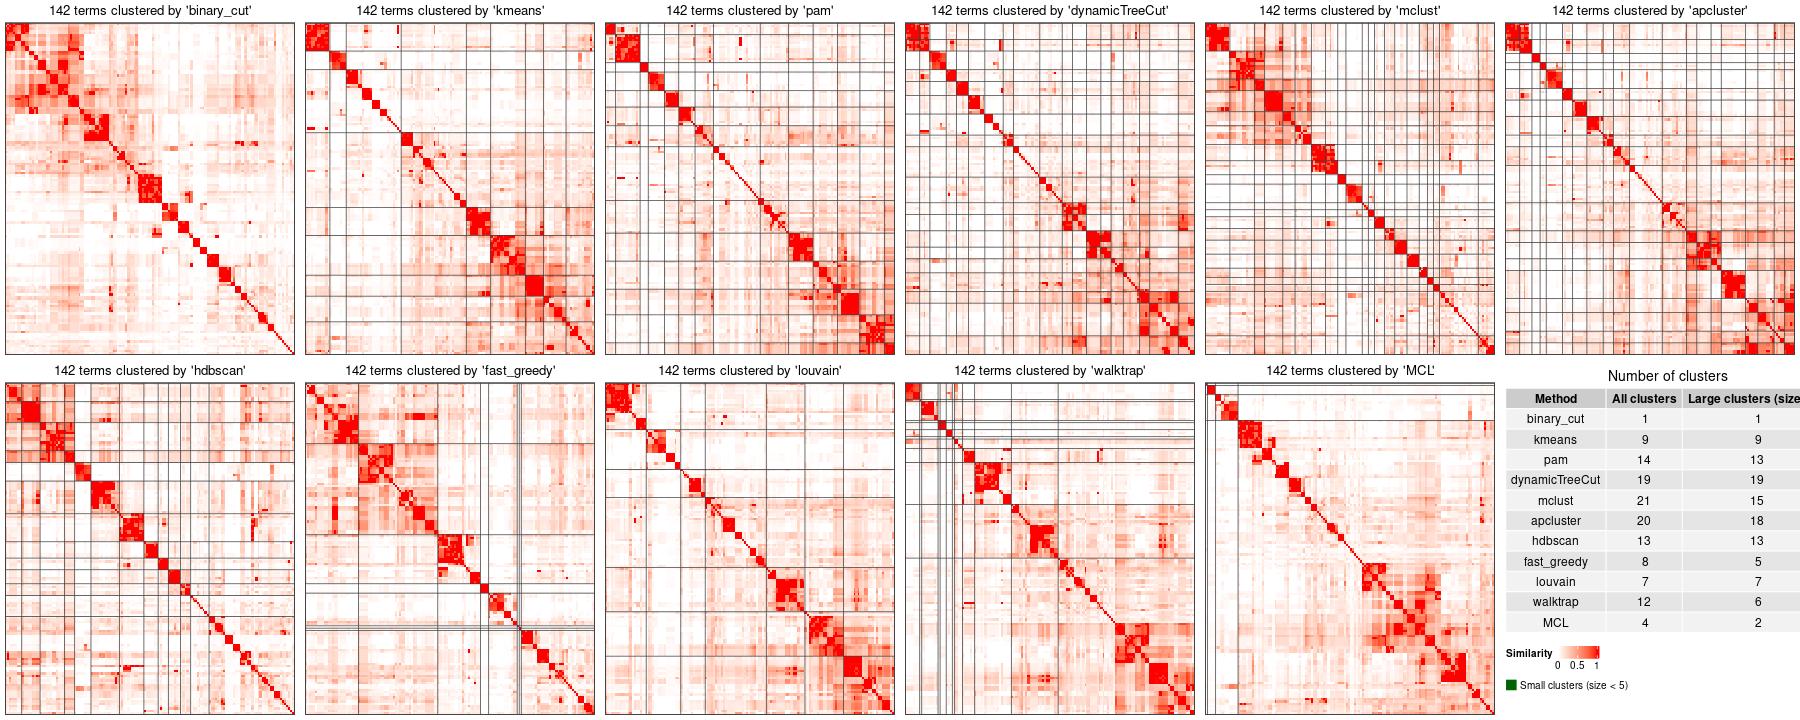 142 terms clustered by 'binary_cut'
142 terms clustered by 'kmeans'
142 terms clustered by 'pam'
142 terms clustered by 'dynamicTreeCut'
142 terms clustered by 'mclust'
142 terms clustered by 'apcluster'
142 terms clustered by 'hdbscan'
142 terms clustered by 'fast_greedy'
142 terms clustered by 'louvain'
142 terms clustered by 'walktrap'
142 terms clustered by 'MCL'
Number of clusters
Method All clusters Large clusters (size
binary_cut 1 1
kmeans 9 9
pam 14 13
dynamicTreeCut 19 19
mclust 21 15
apcluster 20 18
hdbscan 13 13
fast_greedy 8 5
louvain 7 7
walktrap 12 6
MCL 4 2
Similarity
0 0.5 1
Small clusters (size < 5)